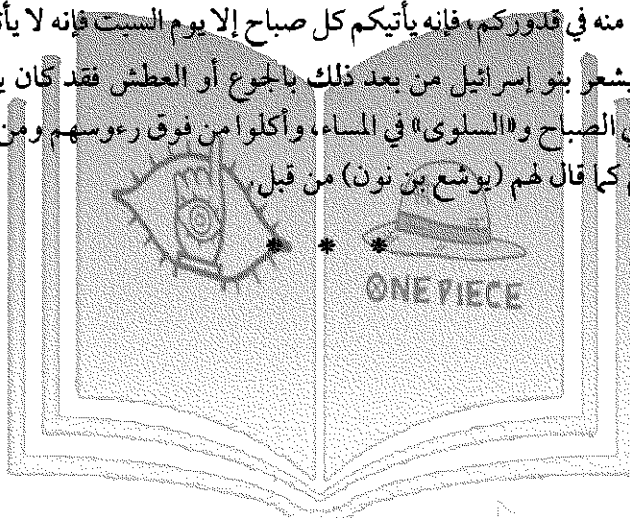 منه في قدوركم، فإنه يأتيكم كل صباح إلا يوم السبت فإنه لا يأت
يشعر بنو إسرائيل من بعد ذلك بالجوع أو العطش فقد كان ي
ي الصباح و«السلوى» في المساء، وأكلوا من فوق رءوسهم ومن
م كما قال لهم (يوشع بن نون) من قبل.
* * *
ONE PIECE